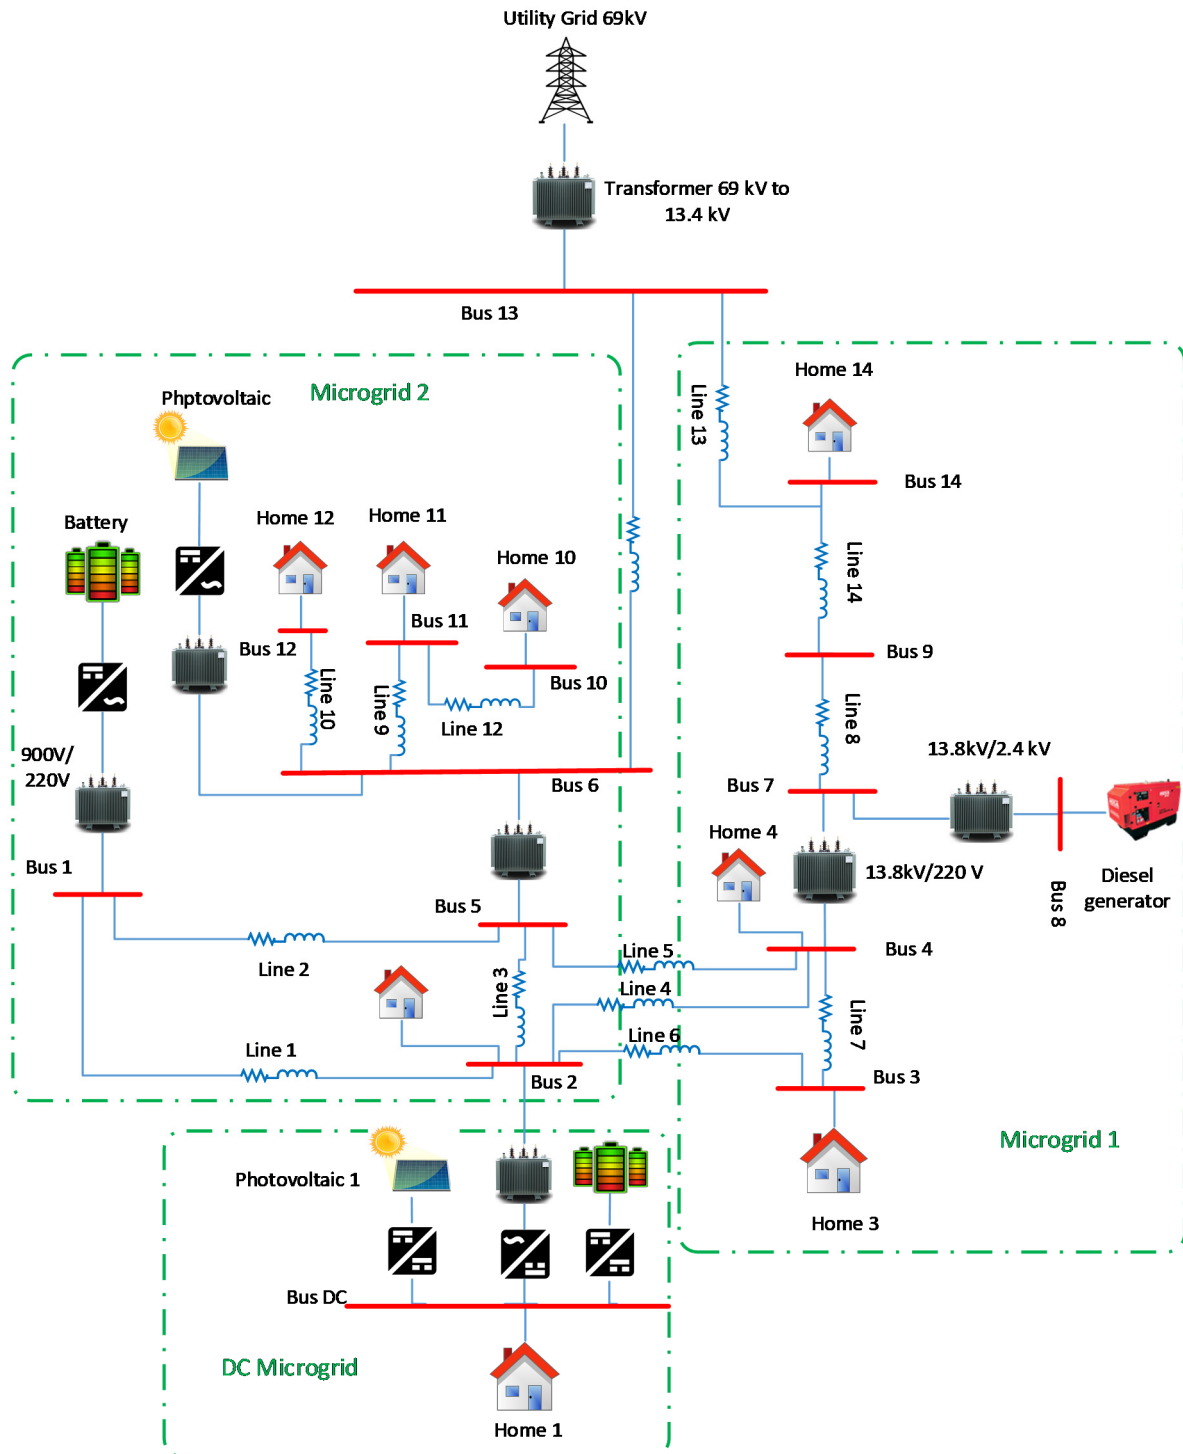 Utility Grid 69kV
Transformer 69 kV to
13.4 kV
Bus 13
Microgrid 2
Phptovoltaic
Battery
Home 12
Home 11
Home 10
Bus 12
Bus 11
Bus 10
Line 10
Line 9
Line 12
900V/
220V
Bus 6
Bus 1
Bus 5
Line 2
Line 3
Line 1
Bus 2
Line 13
Home 14
Bus 14
Line 14
Bus 9
Line 8
13.8kV/2.4 kV
Bus 7
Home 4
13.8kV/220 V
Bus 8
Diesel
generator
Line 5
Bus 4
Line 4
Line 6
Line 7
Bus 3
Microgrid 1
Home 3
Photovoltaic 1
Bus DC
DC Microgrid
Home 1